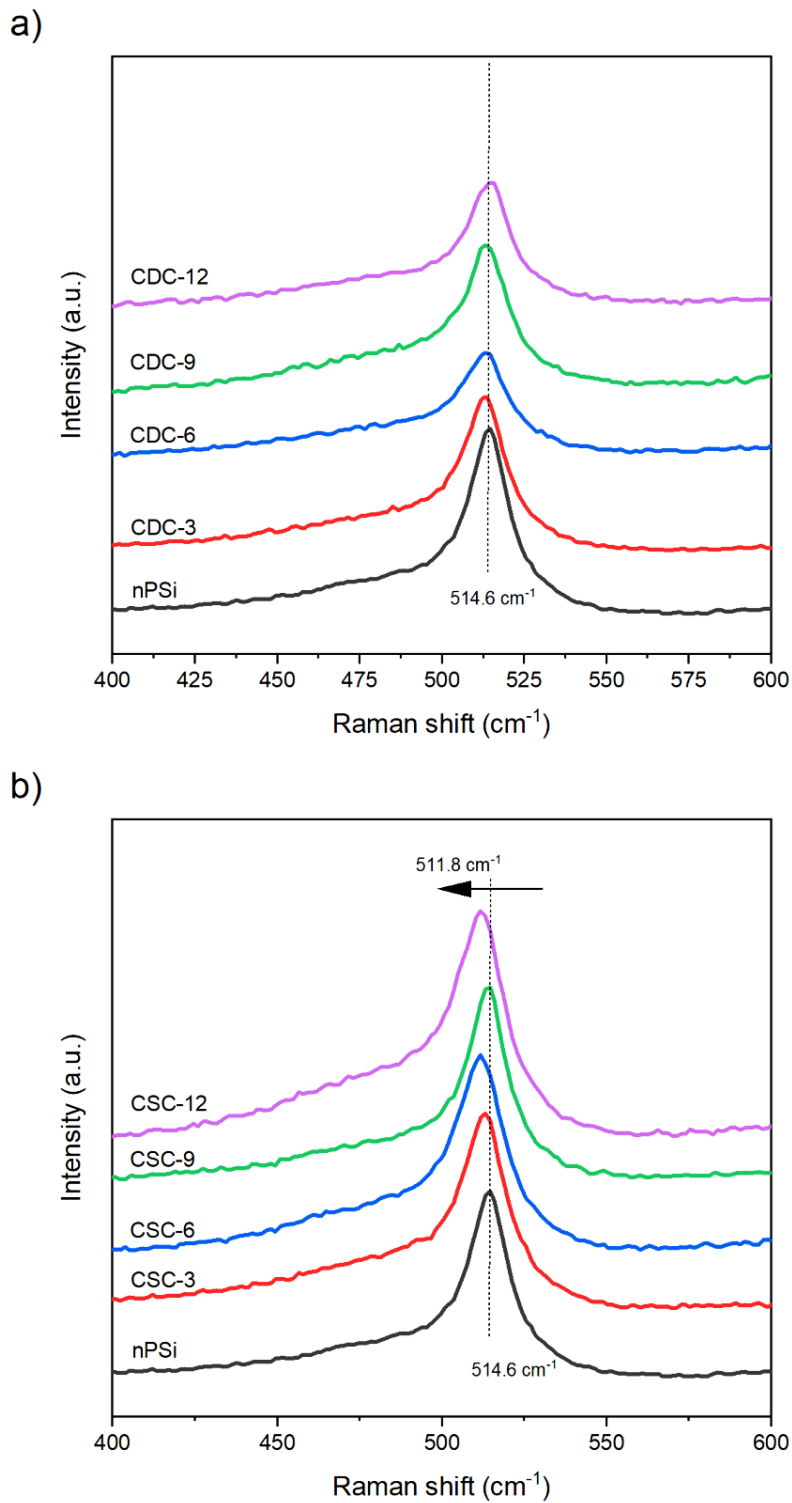 a)
CDC-12
CDC-9
CDC-6
CDC-3
nPSi
514.6 cm⁻¹
Intensity (a.u.)
400 425 450 475 500 525 550 575 600
Raman shift (cm⁻¹)
b)
511.8 cm⁻¹
CSC-12
CSC-9
CSC-6
CSC-3
nPSi
514.6 cm⁻¹
Intensity (a.u.)
400 450 500 550 600
Raman shift (cm⁻¹)